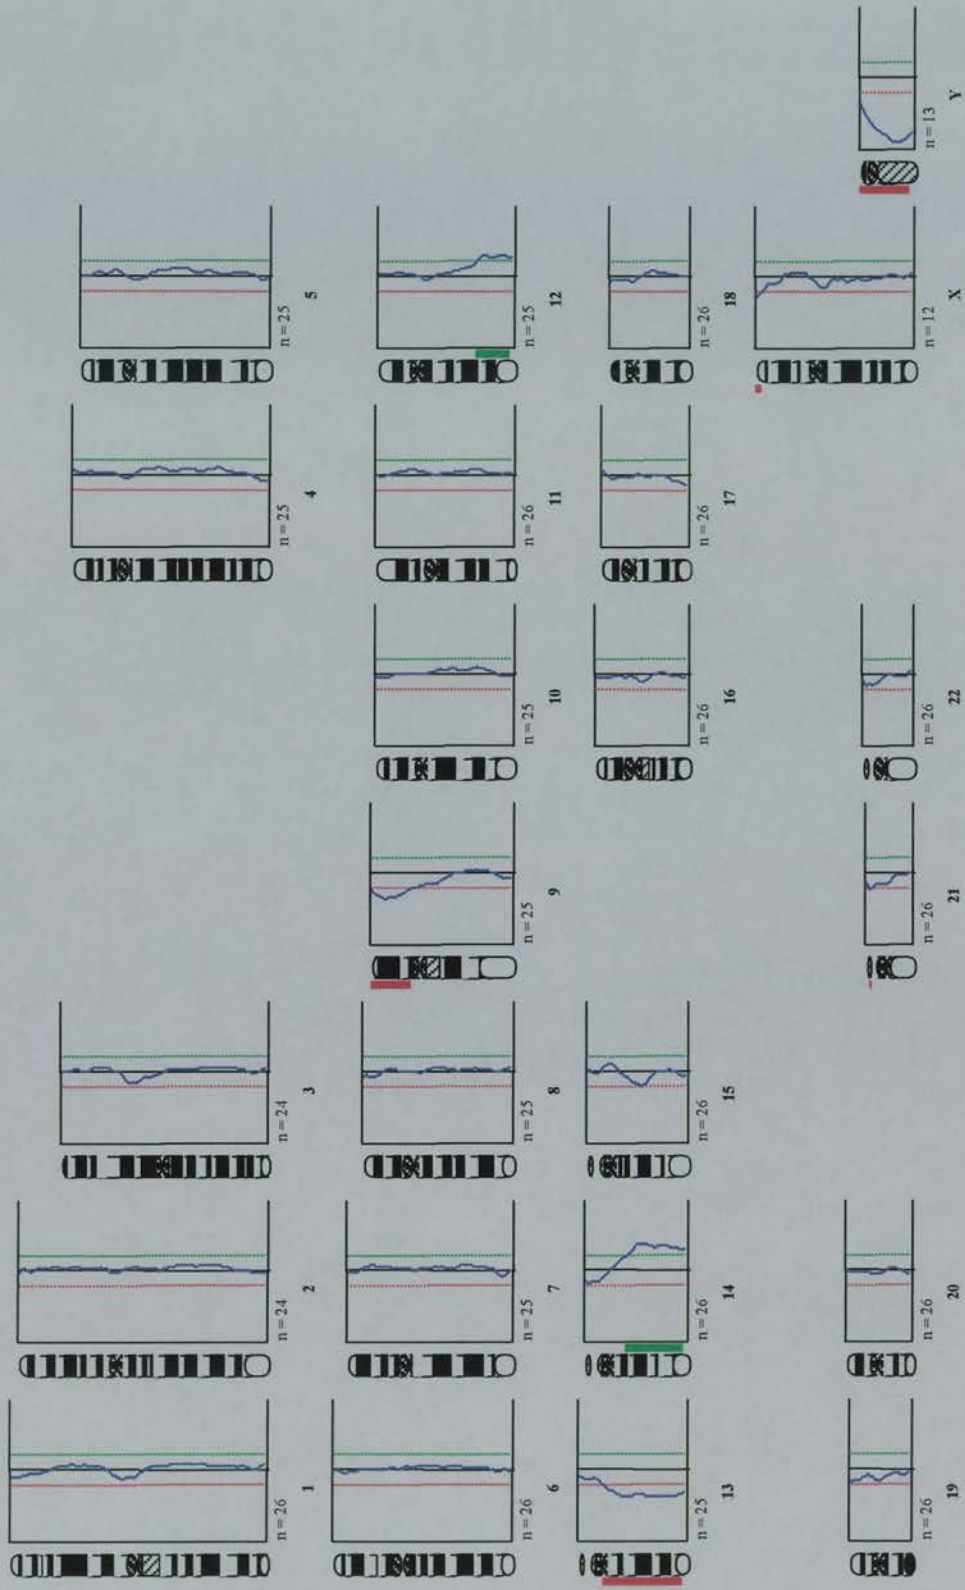 n = 26 n = 24 n = 24 n = 25 n = 25
1 2 3 4 5
n = 26 n = 25 n = 25 n = 25 n = 25 n = 26 n = 25
6 7 8 9 10 11 12
n = 25 n = 26 n = 26 n = 26 n = 26 n = 26
13 14 15 16 17 18
n = 26 n = 26 n = 26 n = 26 n = 12 n = 13
19 20 21 22 X Y